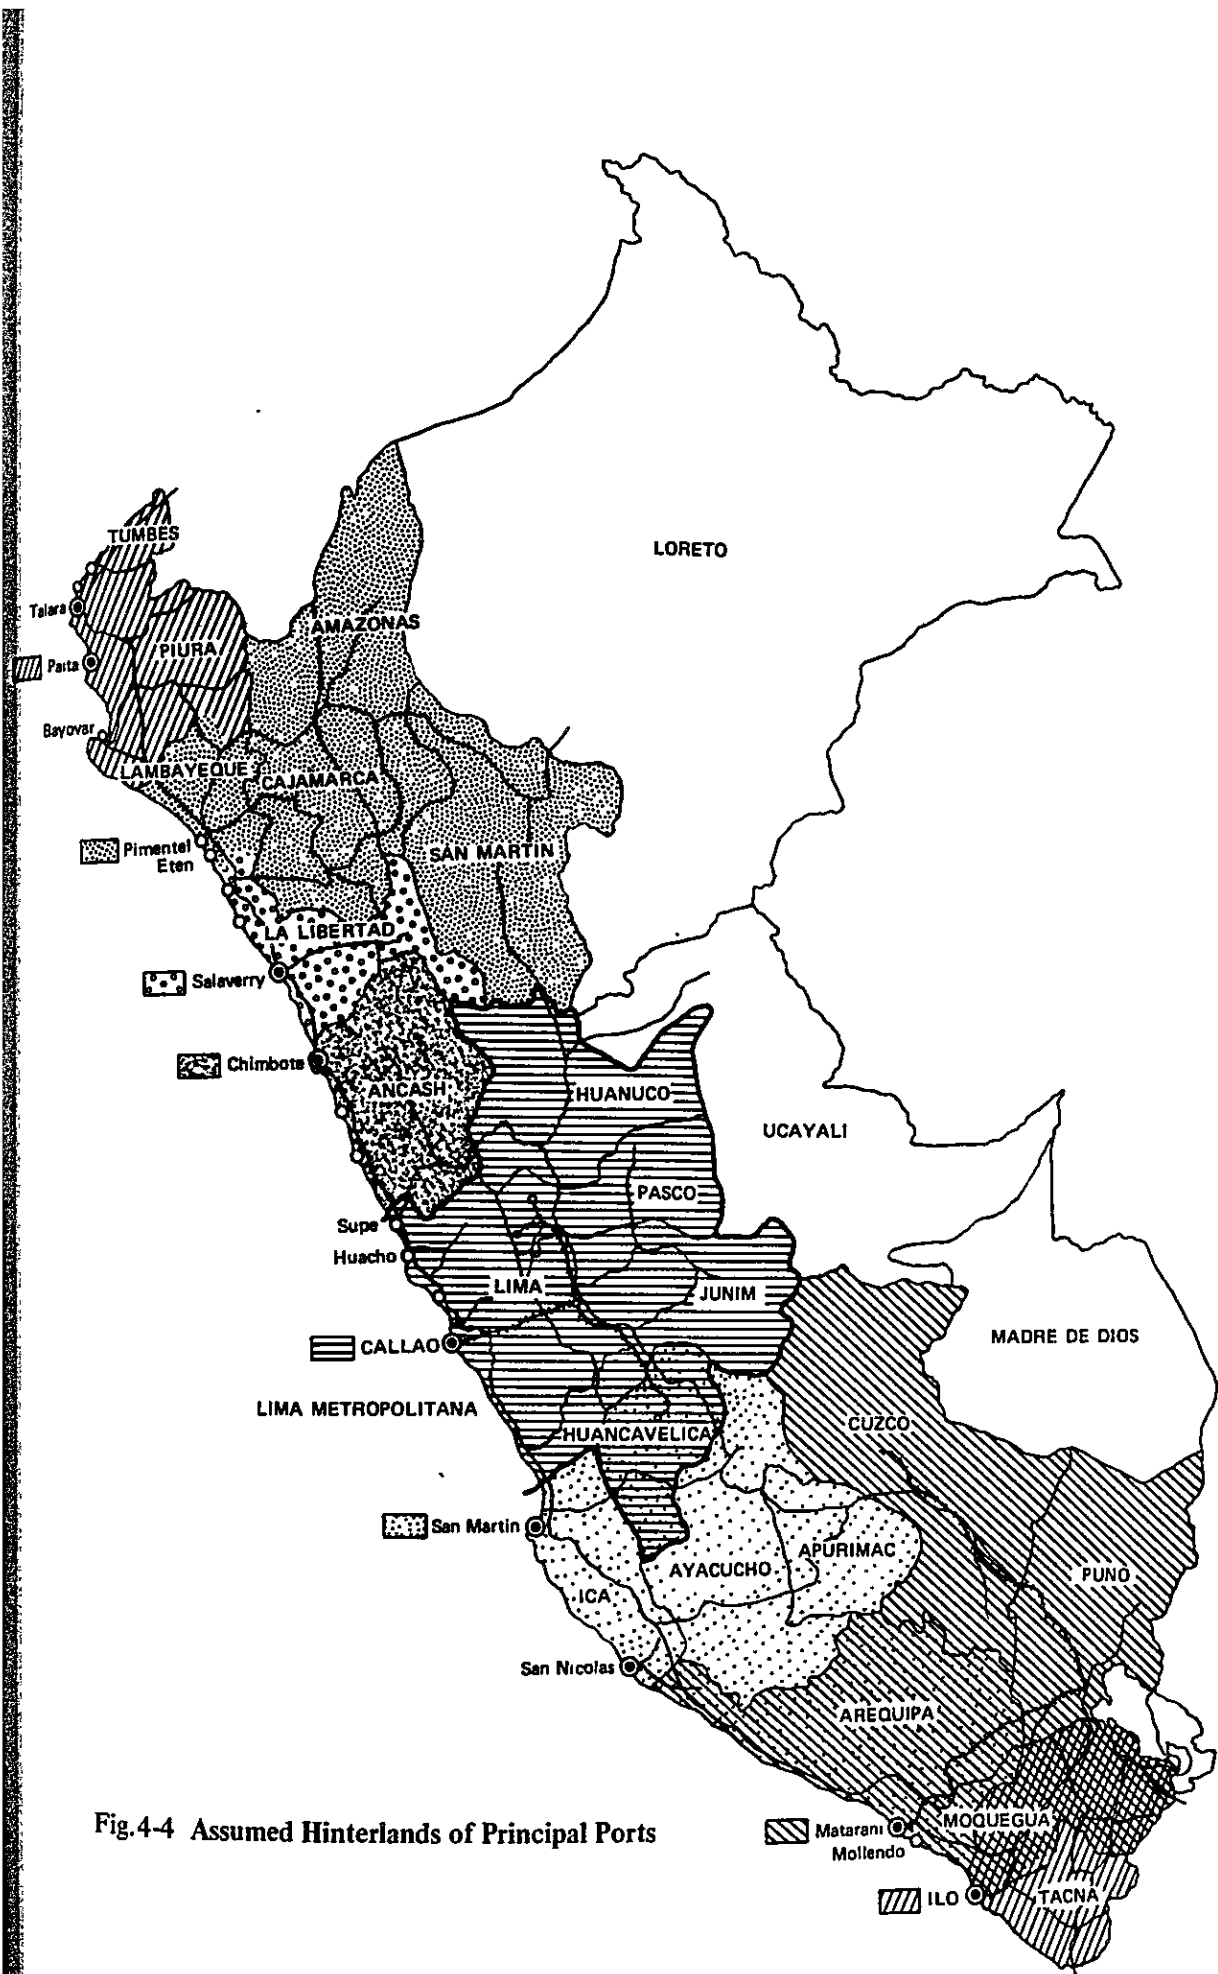 LORETO
TUMBES
Talara
AMAZONAS
PIURA
Paita
Bayovar
LAMBAYEQUE
CAJAMARCA
Pimentel
Eten
SAN MARTIN
LA LIBERTAD
Salaverry
Chimbote
ANCASH
HUANUCO
UCAYALI
PASCO
Supe
Huacho
LIMA
JUNIM
MADRE DE DIOS
CALLAO
LIMA METROPOLITANA
CUZCO
HUANCAVELICA
San Martin
APURIMAC
AYACUCHO
PUNO
ICA
San Nicolas
AREQUIPA
Fig.4-4 Assumed Hinterlands of Principal Ports
MOQUEGUA
Matarani
Mollendo
ILO
TACNA